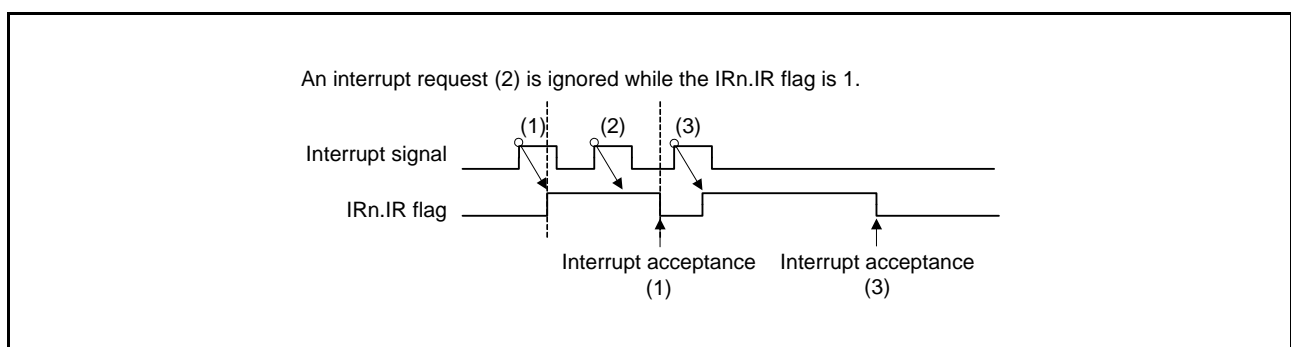 An interrupt request (2) is ignored while the IRn.IR flag is 1.
(1) (2) (3)
Interrupt signal
IRn.IR flag
Interrupt acceptance Interrupt acceptance
(1) (3)